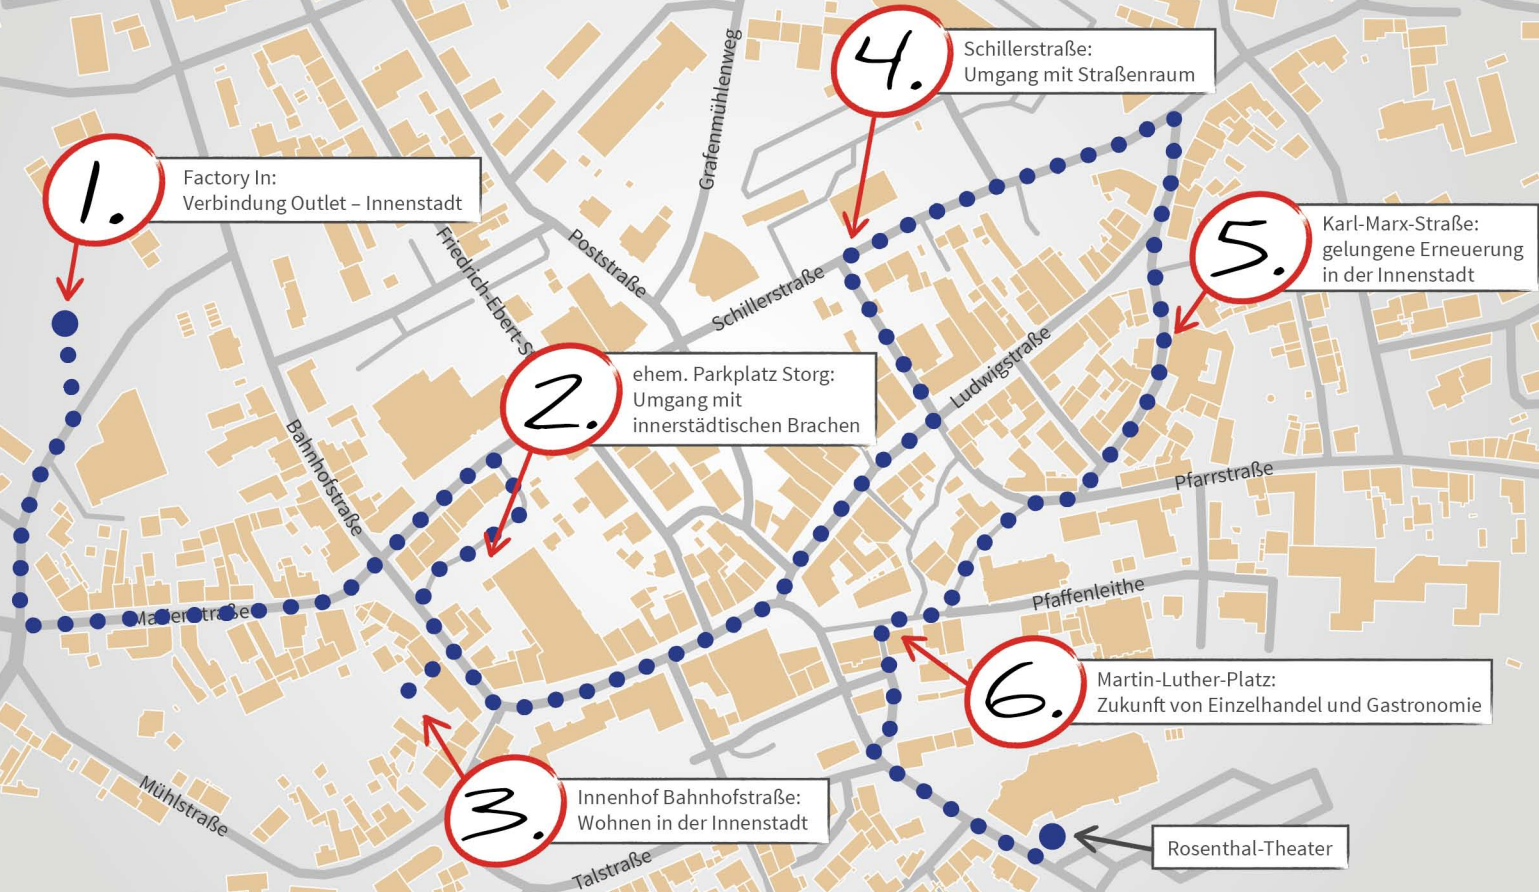 4.
Schillerstraße:
Umgang mit Straßenraum
Grafenmühlenweg
1.
Factory In:
Verbindung Outlet – Innenstadt
5.
Karl-Marx-Straße:
gelungene Erneuerung
in der Innenstadt
Friedrich-Ebert-S
Poststraße
Schillerstraße
Ludwigstraße
2.
ehem. Parkplatz Storg:
Umgang mit
innerstädtischen Brachen
Bahnhofstraße
Pfarrstraße
Pfaffenleithe
6.
Martin-Luther-Platz:
Zukunft von Einzelhandel und Gastronomie
Mühlstraße
3.
Innenhof Bahnhofstraße:
Wohnen in der Innenstadt
Rosenthal-Theater
Talstraße